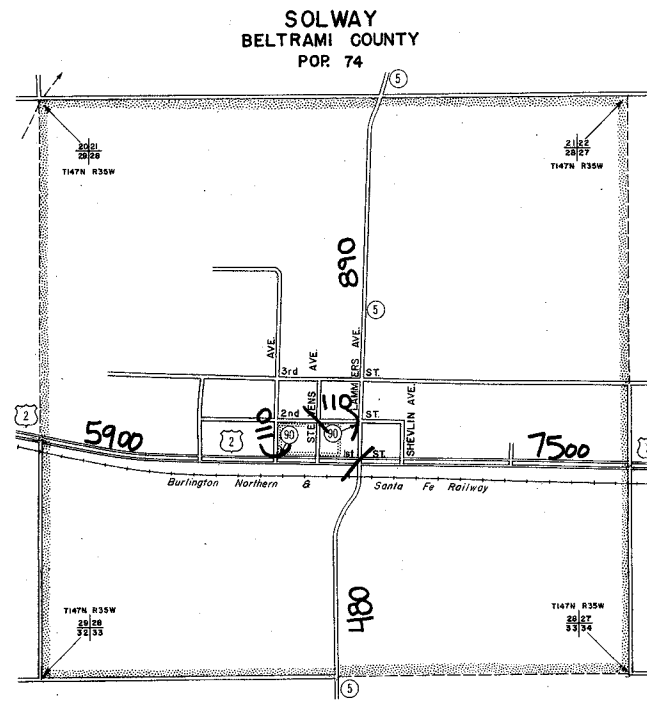 SOLWAY
BELTRAMI COUNTY
POP. 74
5
20 21
29 28
T147N R35W
21 22
28 27
T147N R35W
890
5
AVE.
AVE.
LAMMERS AVE.
3rd ST.
SHEVLIN AVE.
STEVENS
110
110
2nd ST.
2
5900
2
90
90
1st ST.
7500
Burlington Northern & Santa Fe Railway
T147N R35W
29 28
32 33
480
T147N R35W
28 27
33 34
5